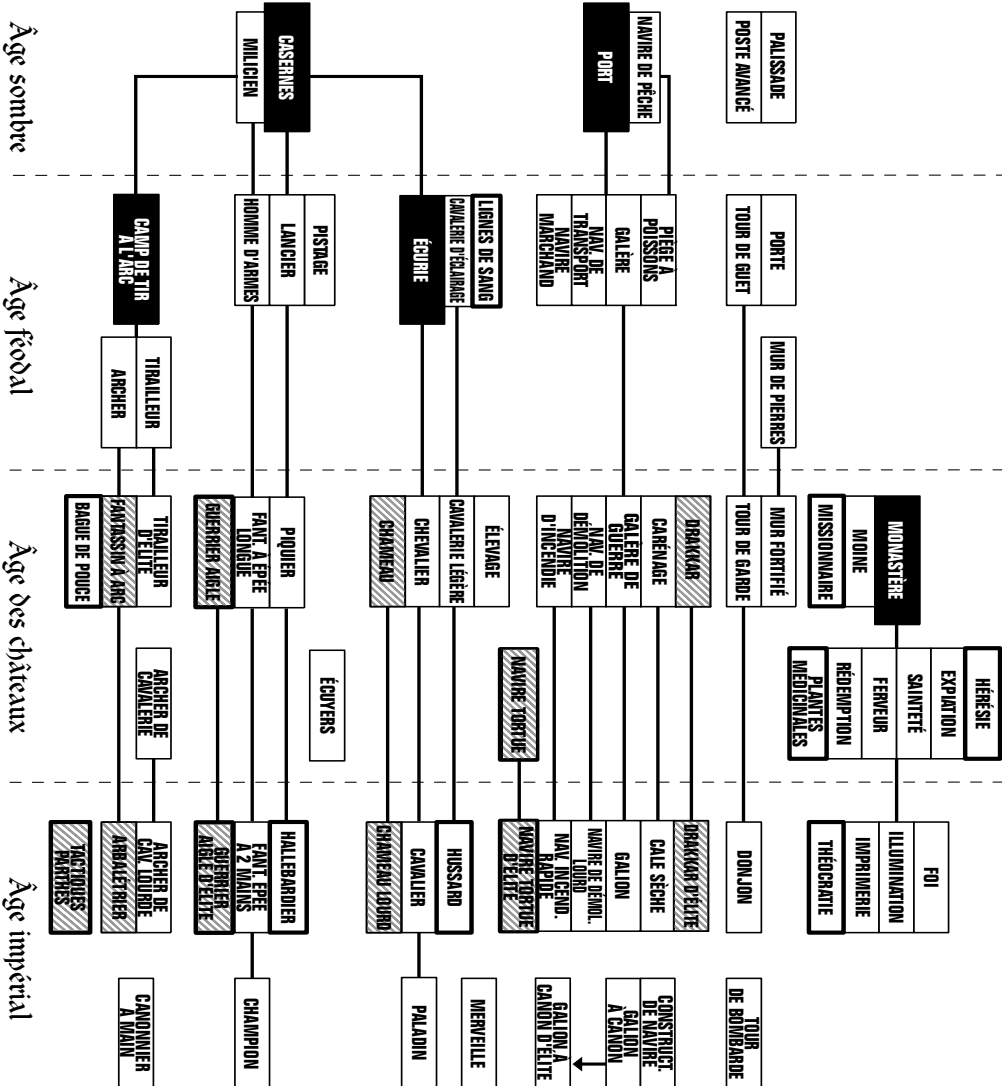 PALISSADE
POSTE AVANCÉ
NAVIRE DE PÊCHE
PORT
CASERNES
MILICIEN
Âge sombre
PORTE
TOUR DE GUET
MUR DE PIERRES
PIÈGE À
POISSONS
GALÈRE
NAV. DE
TRANSPORT
NAVIRE
MARCHAND
LIGNES DE SANG
CAVALERIE D'ÉCLAIRAGE
ÉCURIE
PISTAGE
LANCIER
HOMME D'ARMES
CAMP DE TIR
À L'ARC
TIRAILLEUR
ARCHER
Âge féodal
MONASTÈRE
MOINE
MISSIONNAIRE
HÉRÉSIE
EXPIATION
SAINTETÉ
FERVEUR
RÉDEMPTION
PLANTES
MÉDICINALES
MUR FORTIFIÉ
TOUR DE GARDE
DRAKKAR
CARÉNAGE
GALÈRE DE
GUERRE
NAV. DE
DÉMOLITION
NAVIRE
D'INCENDIE
NAVIRE TORTUE
ÉLEVAGE
CAVALERIE LÉGÈRE
CHEVALIER
CHAMEAU
ÉCUYERS
PIQUIER
FANT. À ÉPÉE
LONGUE
GUERRIER AIGLE
TIRAILLEUR
D'ÉLITE
FANTASSIN À ARC
BAGUE DE POUCE
ARCHER DE
CAVALERIE
Âge des châteaux
FOI
ILLUMINATION
IMPRIMERIE
THÉOCRATIE
DONJON
TOUR
DE BOMBARDE
DRAKKAR D'ÉLITE
CALE SÈCHE
GALION
NAVIRE DE DÉMOL.
LOURD
NAV. INCEND.
RAPIDE
NAVIRE TORTUE
D'ÉLITE
CONSTRUCT.
DE NAVIRE
GALION
À CANON
GALION À
CANON D'ÉLITE
MERVEILLE
HUSSARD
CAVALIER
CHAMEAU LOURD
PALADIN
HALLEBARDIER
FANT. EPÉE
À 2 MAINS
GUERRIER
AIGLE D'ÉLITE
CHAMPION
ARCHER DE
CAV. LOURDE
ARBALÉTRIER
TACTIQUES
PARTHES
CANONNIER
À MAIN
Âge impérial